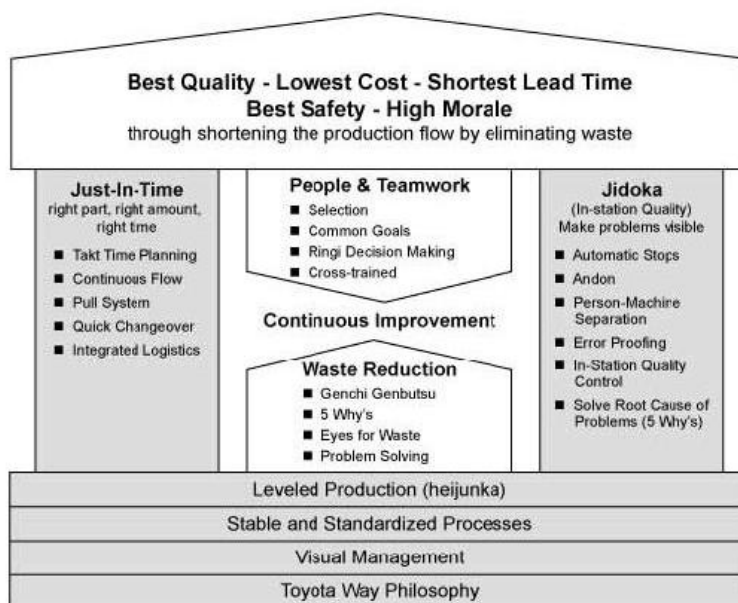 Best Quality - Lowest Cost - Shortest Lead Time
Best Safety - High Morale
through shortening the production flow by eliminating waste
Just-In-Time
right part, right amount,
right time
Takt Time Planning
Continuous Flow
Pull System
Quick Changeover
Integrated Logistics
People & Teamwork
Selection
Common Goals
Ringi Decision Making
Cross-trained
Continuous Improvement
Waste Reduction
Genchi Genbutsu
5 Why's
Eyes for Waste
Problem Solving
Jidoka
(In-station Quality)
Make problems visible
Automatic Stops
Andon
Person-Machine
Separation
Error Proofing
In-Station Quality
Control
Solve Root Cause of
Problems (5 Why's)
Leveled Production (heijunka)
Stable and Standardized Processes
Visual Management
Toyota Way Philosophy